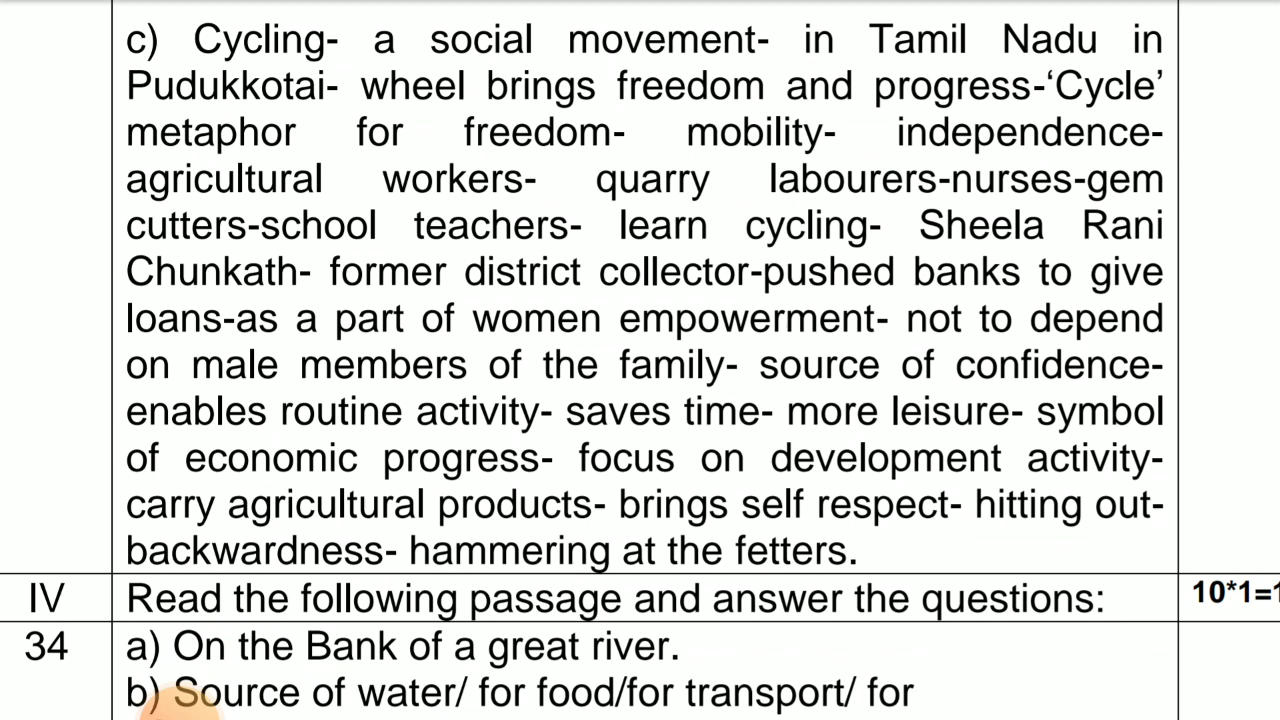 c) Cycling- a social movement- in Tamil Nadu in
Pudukkotai- wheel brings freedom and progress-‘Cycle’
metaphor for freedom- mobility- independence-
agricultural workers- quarry labourers-nurses-gem
cutters-school teachers- learn cycling- Sheela Rani
Chunkath- former district collector-pushed banks to give
loans-as a part of women empowerment- not to depend
on male members of the family- source of confidence-
enables routine activity- saves time- more leisure- symbol
of economic progress- focus on development activity-
carry agricultural products- brings self respect- hitting out-
backwardness- hammering at the fetters.
IV Read the following passage and answer the questions: 10*1=1
34 a) On the Bank of a great river.
b) Source of water/ for food/for transport/ for